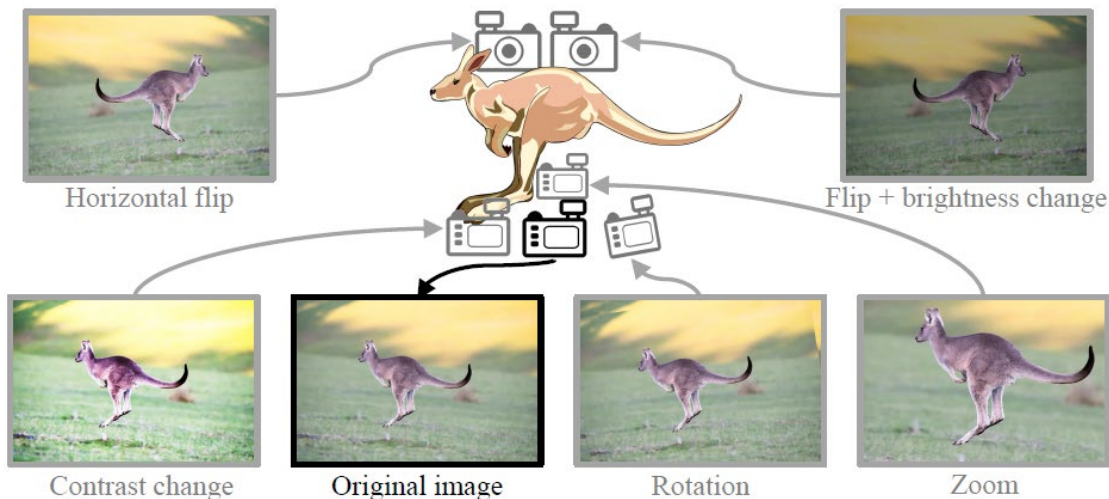 Horizontal flip
Flip + brightness change
Contrast change
Original image
Rotation
Zoom